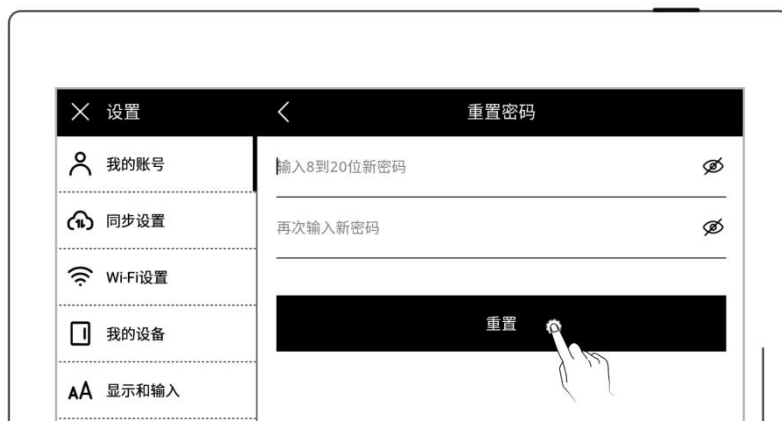 设置
重置密码
我的账号
输入8到20位新密码
同步设置
再次输入新密码
Wi-Fi设置
重置
我的设备
AA 显示和输入